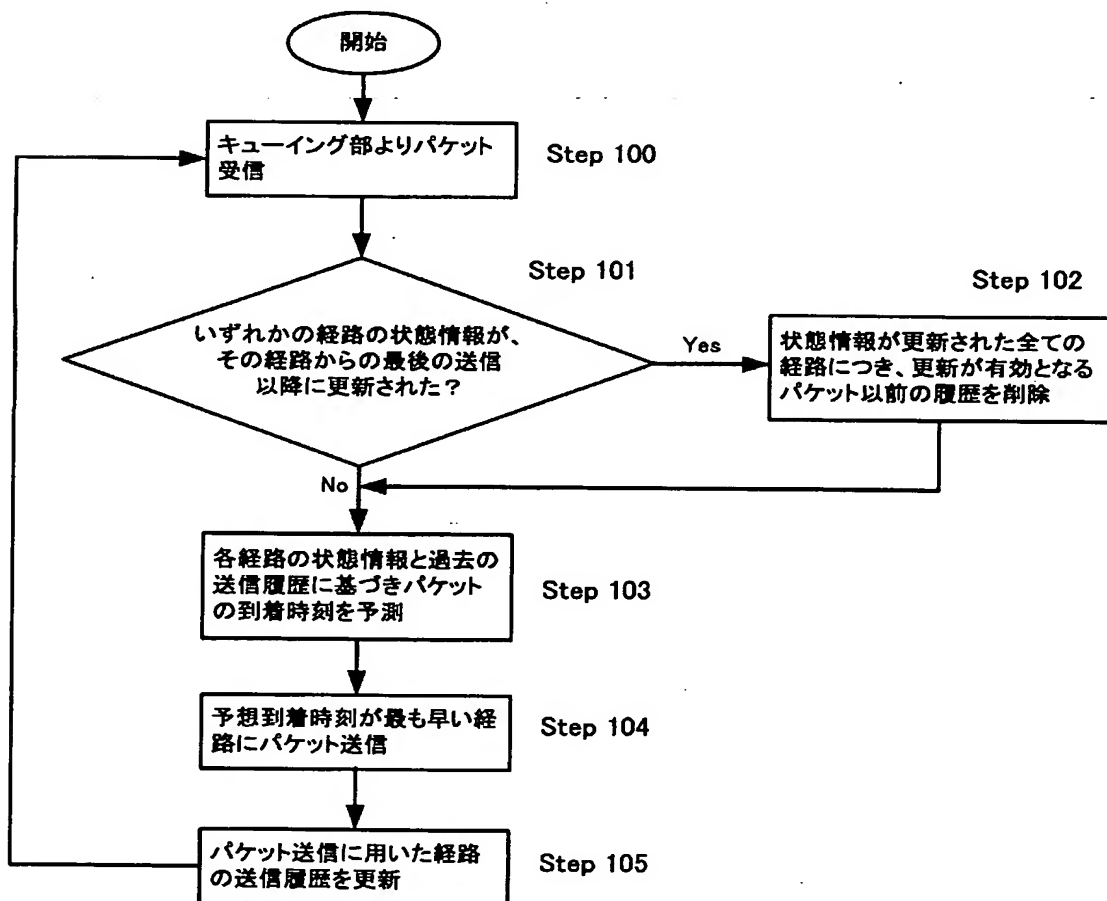 開始
キューイング部よりパケット
受信
Step 100
Step 101
いずれかの経路の状態情報が、
その経路からの最後の送信
以降に更新された？
Yes
Step 102
状態情報が更新された全ての
経路につき、更新が有効となる
パケット以前の履歴を削除
No
各経路の状態情報と過去の
送信履歴に基づきパケット
の到着時刻を予測
Step 103
予想到着時刻が最も早い経
路にパケット送信
Step 104
パケット送信に用いた経路
の送信履歴を更新
Step 105